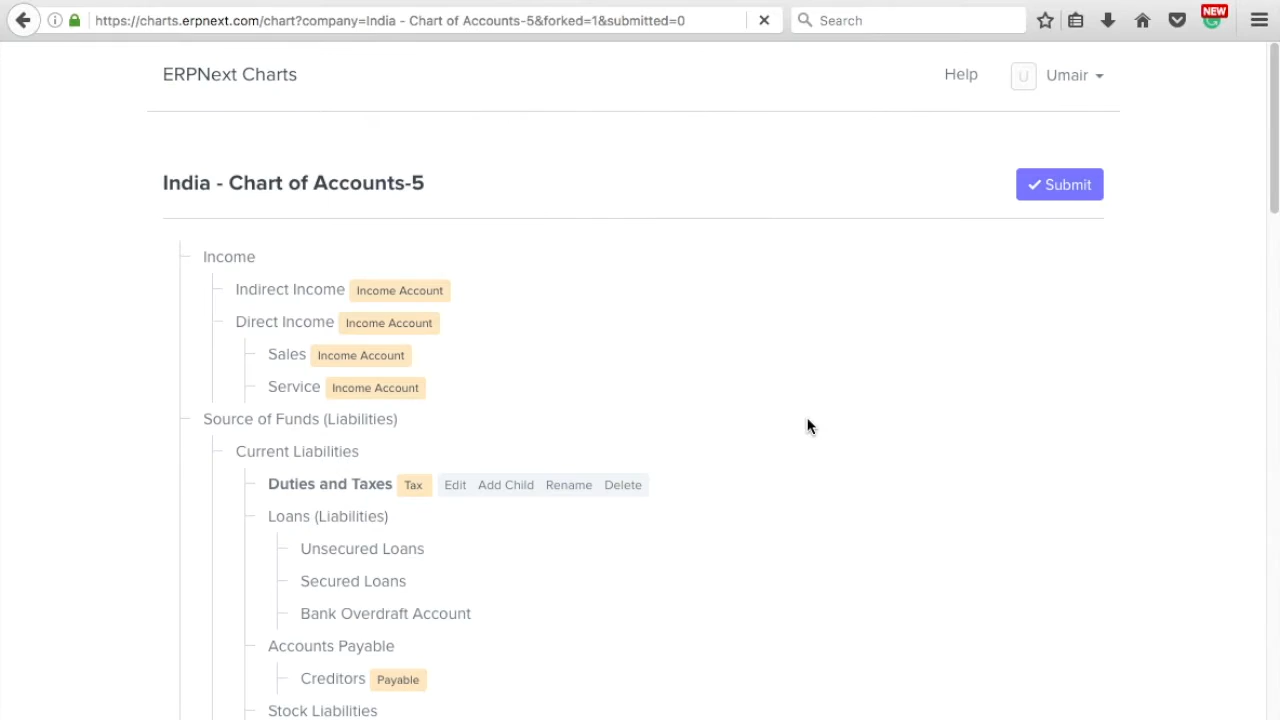 https://charts.erpnext.com/chart?company=India - Chart of Accounts-5&forked=1&submitted=0
Search
NEW
ERPNext Charts
Help
U
Umair
India - Chart of Accounts-5
Submit
Income
Indirect Income Income Account
Direct Income Income Account
Sales Income Account
Service Income Account
Source of Funds (Liabilities)
Current Liabilities
Duties and Taxes Tax Edit Add Child Rename Delete
Loans (Liabilities)
Unsecured Loans
Secured Loans
Bank Overdraft Account
Accounts Payable
Creditors Payable
Stock Liabilities